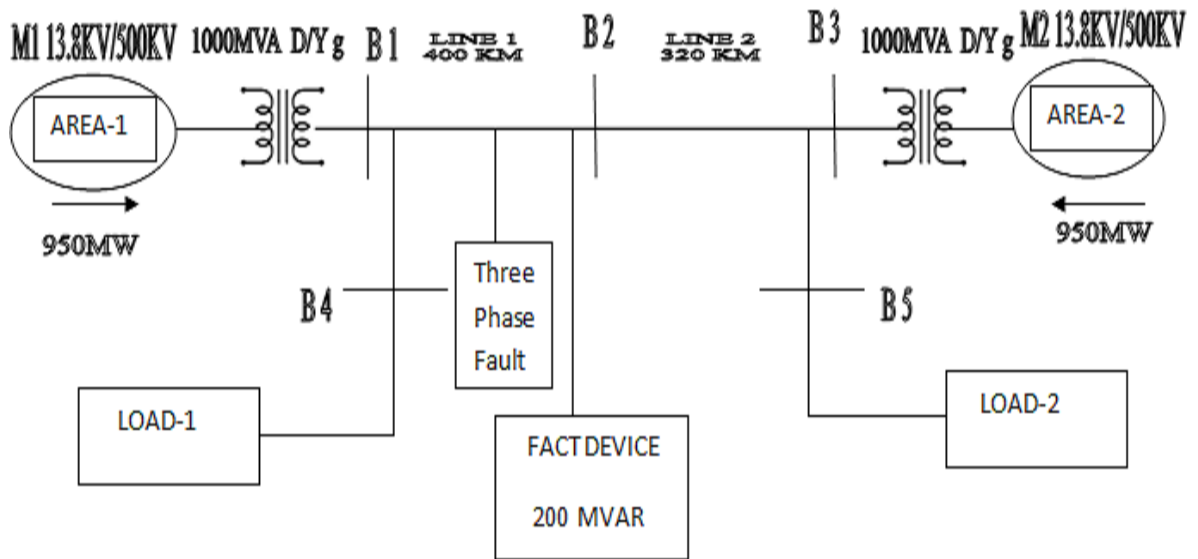 M1 13.8KV/500KV
1000MVA D/Y g
B 1
LINE 1
400 KM
B2
LINE 2
320 KM
B3
1000MVA D/Y g
M2 13.8KV/500KV
AREA-1
AREA-2
950MW
950MW
B4
Three
Phase
Fault
B5
LOAD-1
FACT DEVICE
200 MVAR
LOAD-2